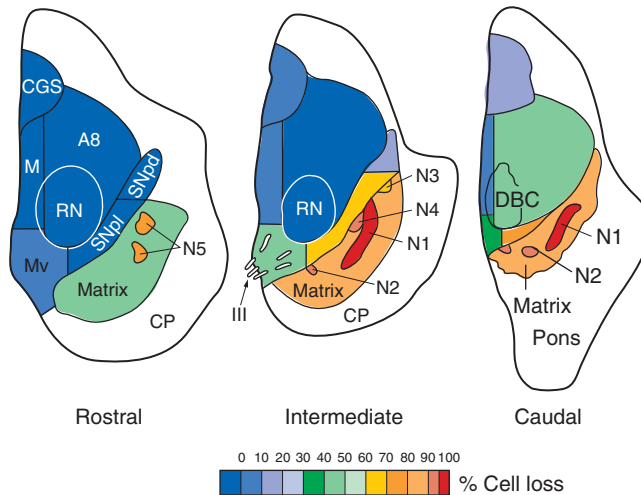 CGS
A8
M
SNpd
RN
SNpl
N5
Mv
Matrix
CP
Rostral
N3
RN
N4
N1
N2
Matrix
III
CP
Intermediate
DBC
N1
N2
Matrix
Pons
Caudal
0 10 20 30 40 50 60 70 80 90 100
% Cell loss